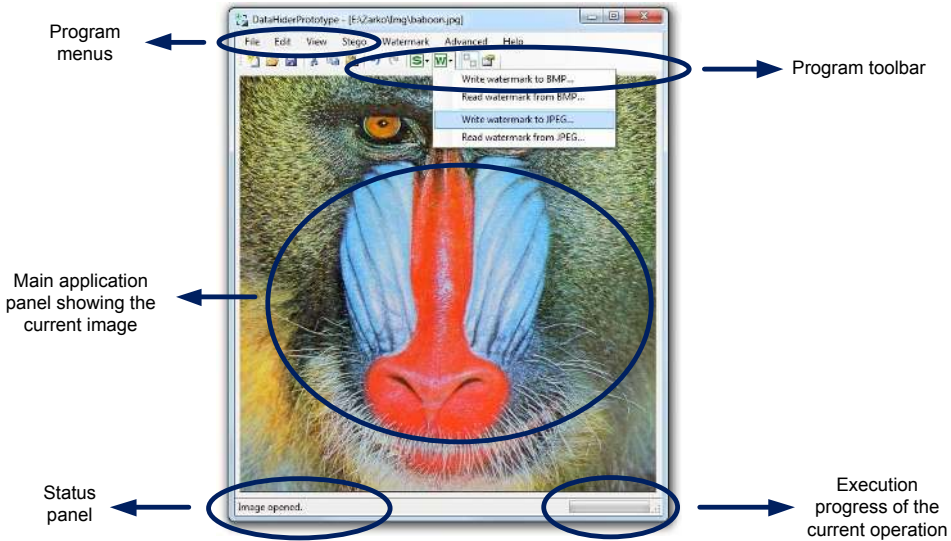 DataHiderPrototype - [E:\Zarko\Img\baboon.jpg]
Program
menus
File Edit View Stego Watermark Advanced Help
S W
Program toolbar
Write watermark to BMP...
Read watermark from BMP...
Write watermark to JPEG...
Read watermark from JPEG...
Main application
panel showing the
current image
Status
panel
Image opened.
Execution
progress of the
current operation